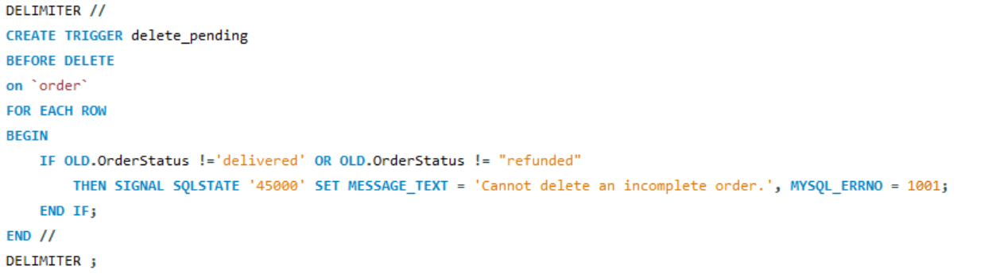 DELIMITER //
CREATE TRIGGER delete_pending
BEFORE DELETE
on `order`
FOR EACH ROW
BEGIN
    IF OLD.OrderStatus !='delivered' OR OLD.OrderStatus != "refunded"
        THEN SIGNAL SQLSTATE '45000' SET MESSAGE_TEXT = 'Cannot delete an incomplete order.', MYSQL_ERRNO = 1001;
    END IF;
END //
DELIMITER ;